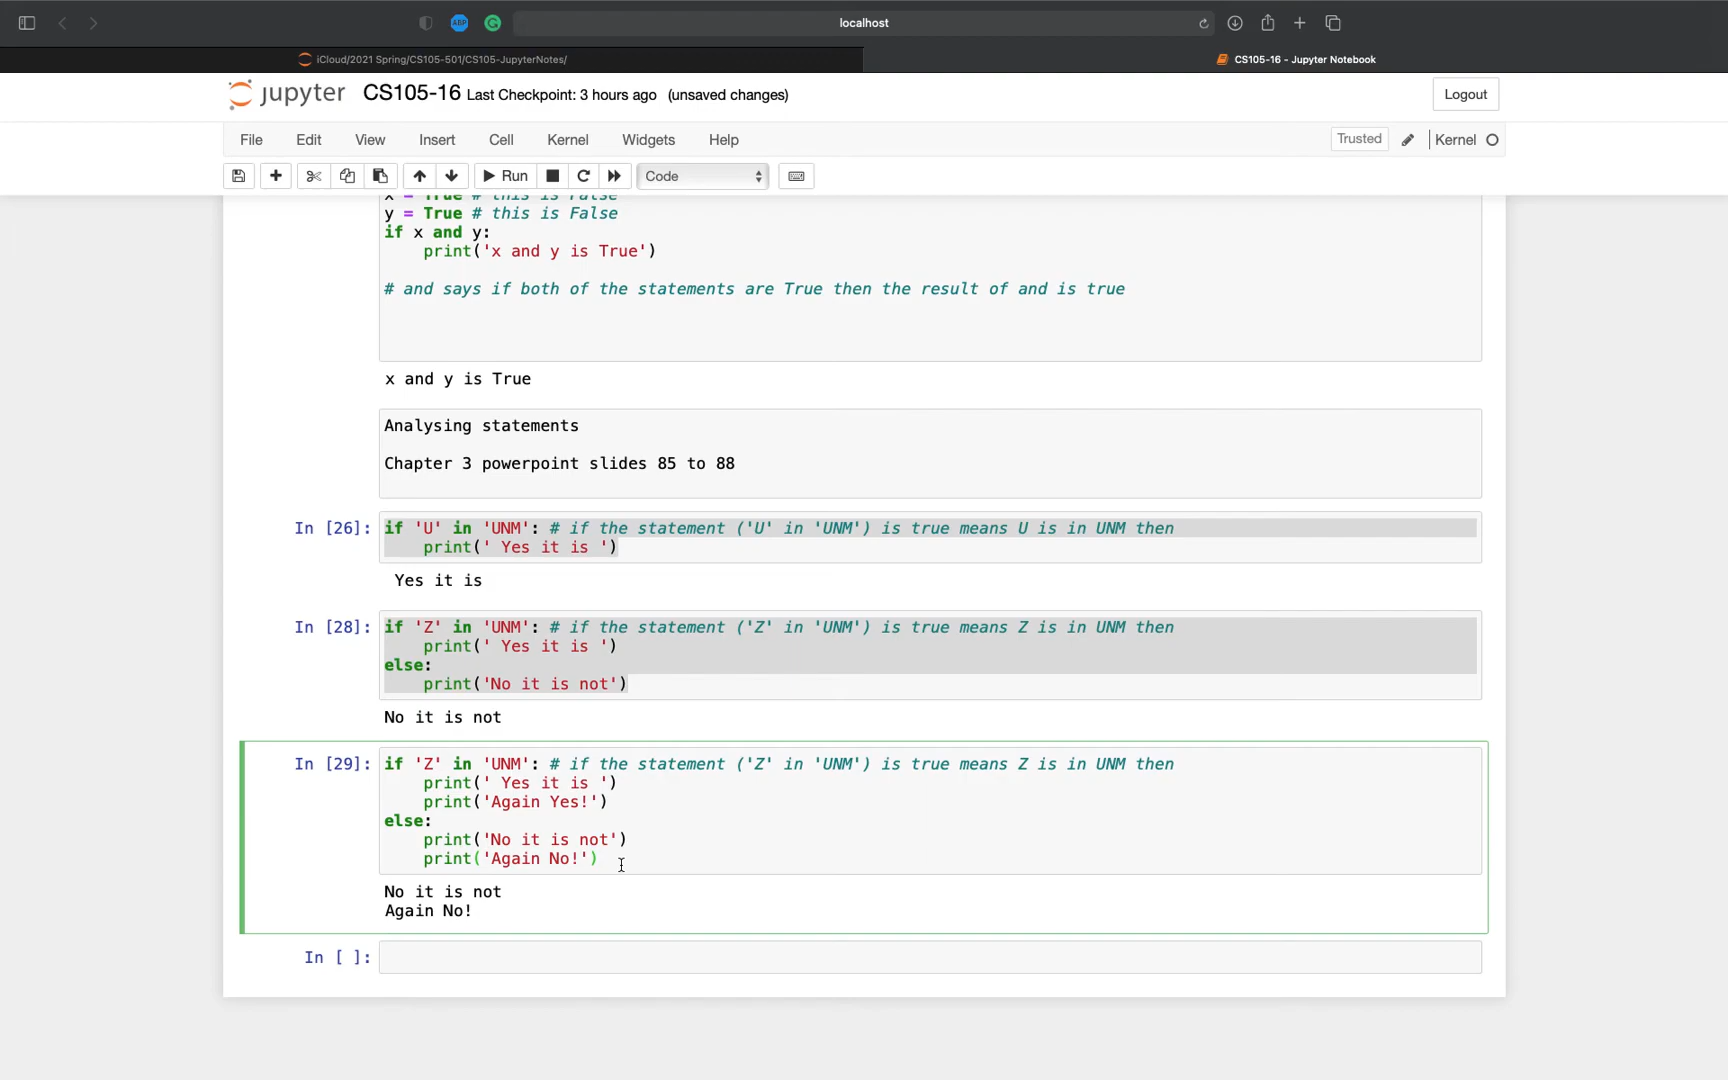 localhost
iCloud/2021 Spring/CS105-501/CS105-JupyterNotes/
CS105-16 - Jupyter Notebook
jupyter CS105-16 Last Checkpoint: 3 hours ago (unsaved changes)
Logout
File Edit View Insert Cell Kernel Widgets Help
Trusted Kernel
Run Code
x = True # this is False
y = True # this is False
if x and y:
    print('x and y is True')
# and says if both of the statements are True then the result of and is true
x and y is True
Analysing statements
Chapter 3 powerpoint slides 85 to 88
In [26]: if 'U' in 'UNM': # if the statement ('U' in 'UNM') is true means U is in UNM then
    print(' Yes it is ')
Yes it is
In [28]: if 'Z' in 'UNM': # if the statement ('Z' in 'UNM') is true means Z is in UNM then
    print(' Yes it is ')
else:
    print('No it is not')
No it is not
In [29]: if 'Z' in 'UNM': # if the statement ('Z' in 'UNM') is true means Z is in UNM then
    print(' Yes it is ')
    print('Again Yes!')
else:
    print('No it is not')
    print('Again No!')
No it is not
Again No!
In [ ]: